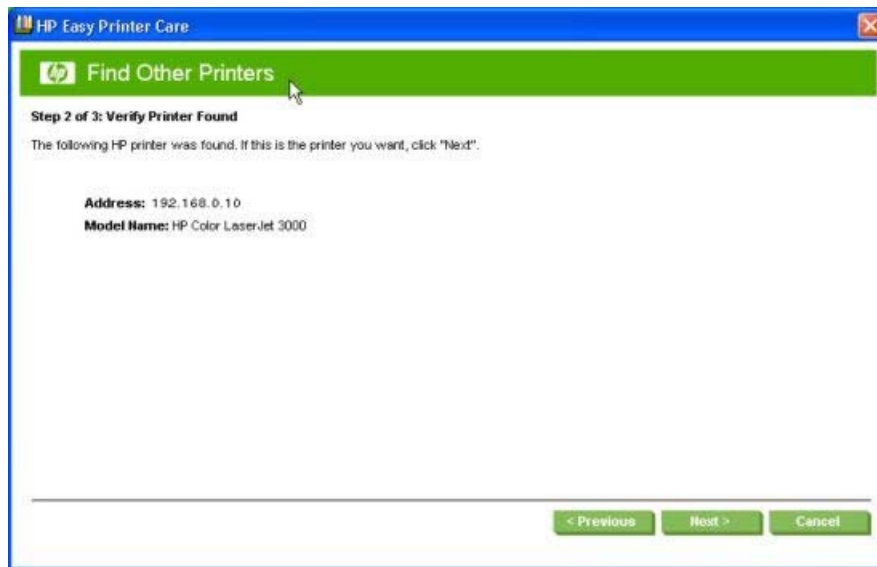 HP Easy Printer Care
hp Find Other Printers
Step 2 of 3: Verify Printer Found
The following HP printer was found. If this is the printer you want, click "Next".
Address: 192.168.0.10
Model Name: HP Color LaserJet 3000
< Previous Next > Cancel